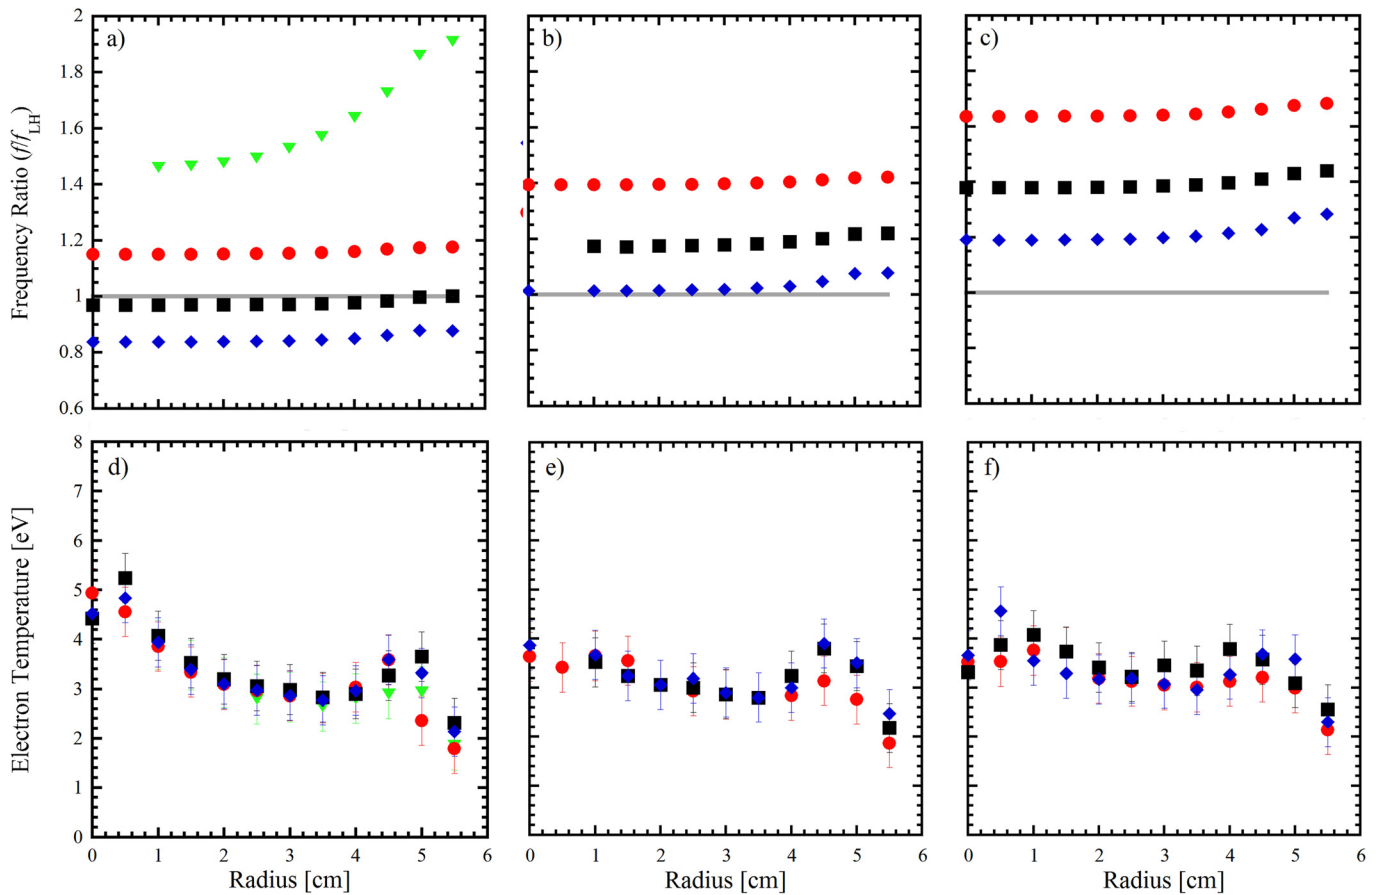 2
1.8
1.6
1.4
1.2
1
0.8
0.6
Frequency Ratio (f/fLH)
a)
b)
c)
8
7
6
5
4
3
2
1
0
Electron Temperature [eV]
d)
e)
f)
0 1 2 3 4 5 6
1 2 3 4 5 6
0 1 2 3 4 5 6
Radius [cm]
Radius [cm]
Radius [cm]